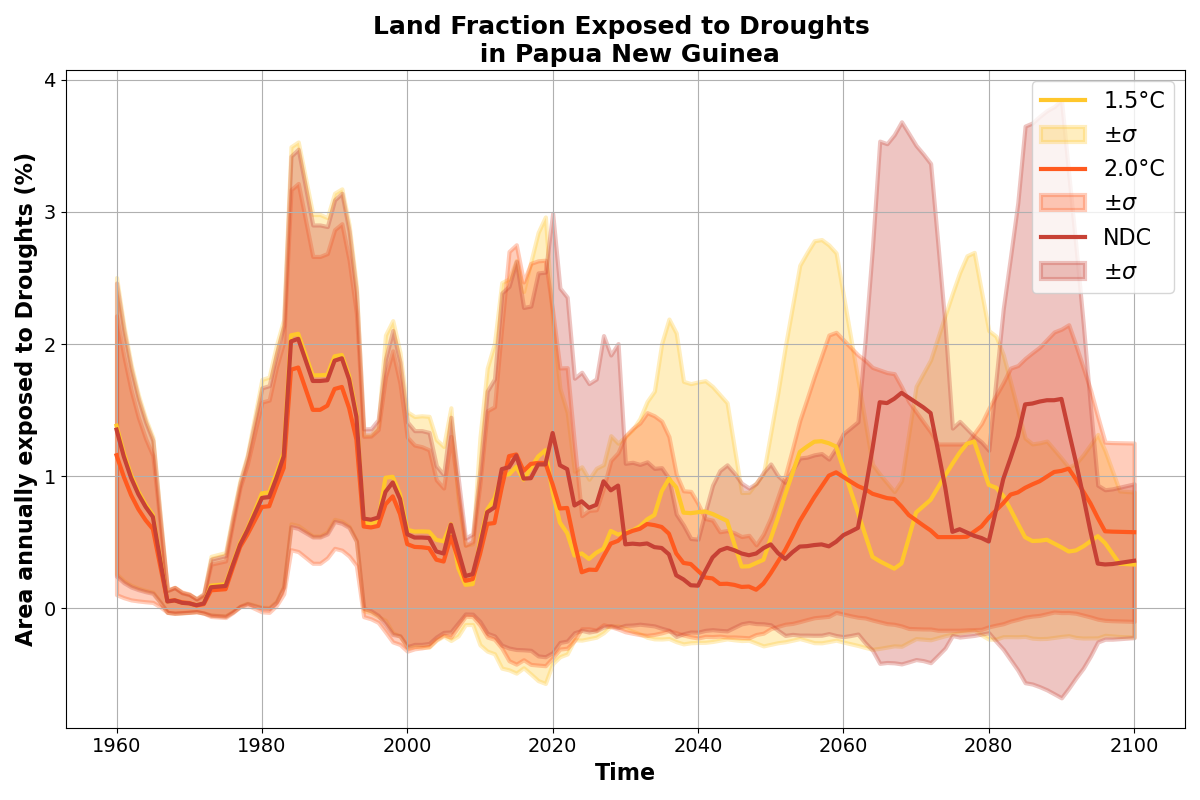 Land Fraction Exposed to Droughts
in Papua New Guinea
Area annually exposed to Droughts (%)
4
3
2
1
0
1.5°C
±σ
2.0°C
±σ
NDC
±σ
1960 1980 2000 2020 2040 2060 2080 2100
Time